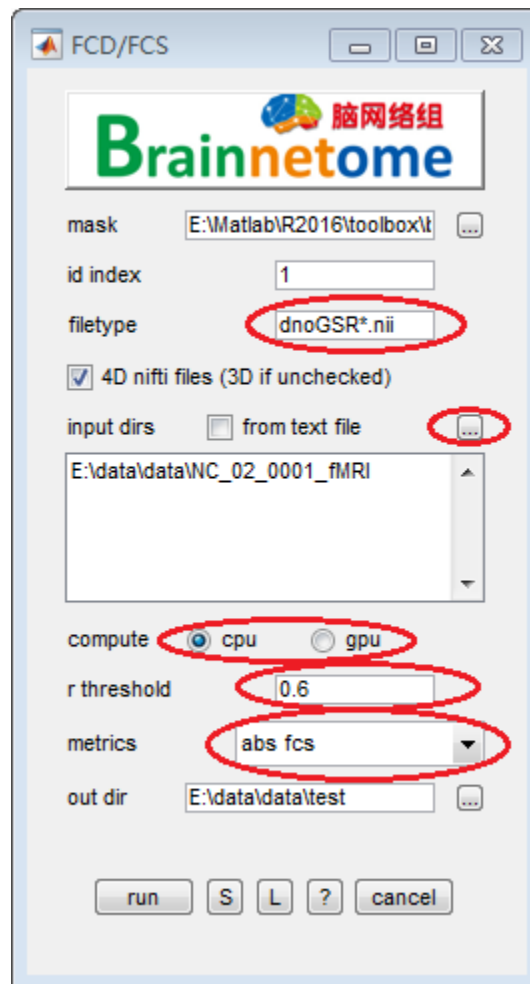 FCD/FCS
脑网络组
Brainnetome
mask E:\Matlab\R2016\toolbox\b ...
id index 1
filetype dnoGSR*.nii
4D nifti files (3D if unchecked)
input dirs from text file ...
E:\data\data\NC_02_0001_fMRI
compute cpu gpu
r threshold 0.6
metrics abs fcs
out dir E:\data\data\test ...
run S L ? cancel